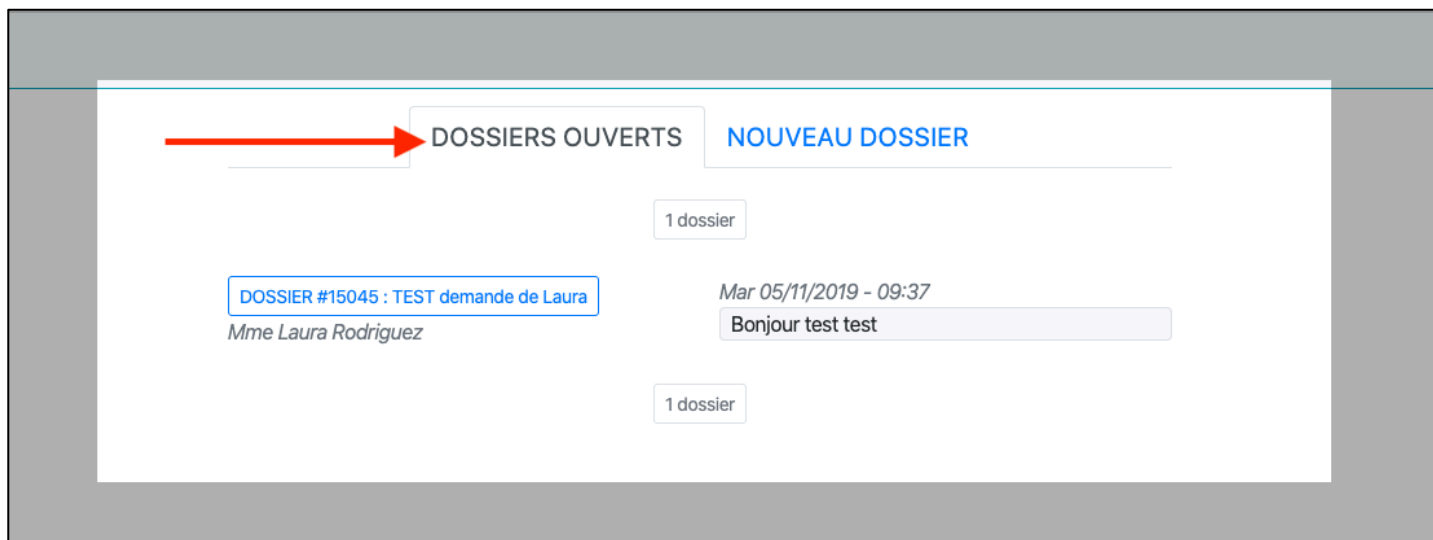 DOSSIERS OUVERTS NOUVEAU DOSSIER
1 dossier
DOSSIER #15045 : TEST demande de Laura
Mme Laura Rodriguez
Mar 05/11/2019 - 09:37
Bonjour test test
1 dossier